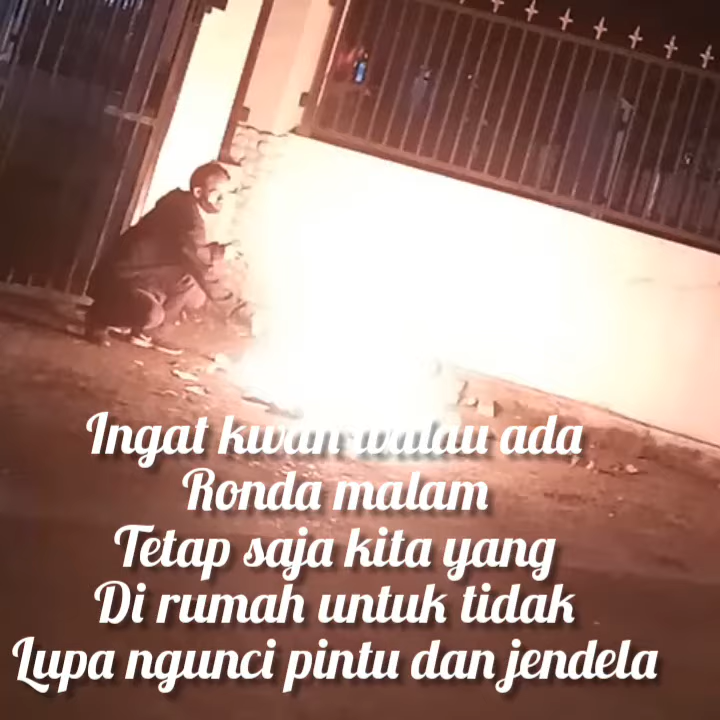 Ingat kwan walau ada
Ronda malam
Tetap saja kita yang
Di rumah untuk tidak
Lupa ngunci pintu dan jendela